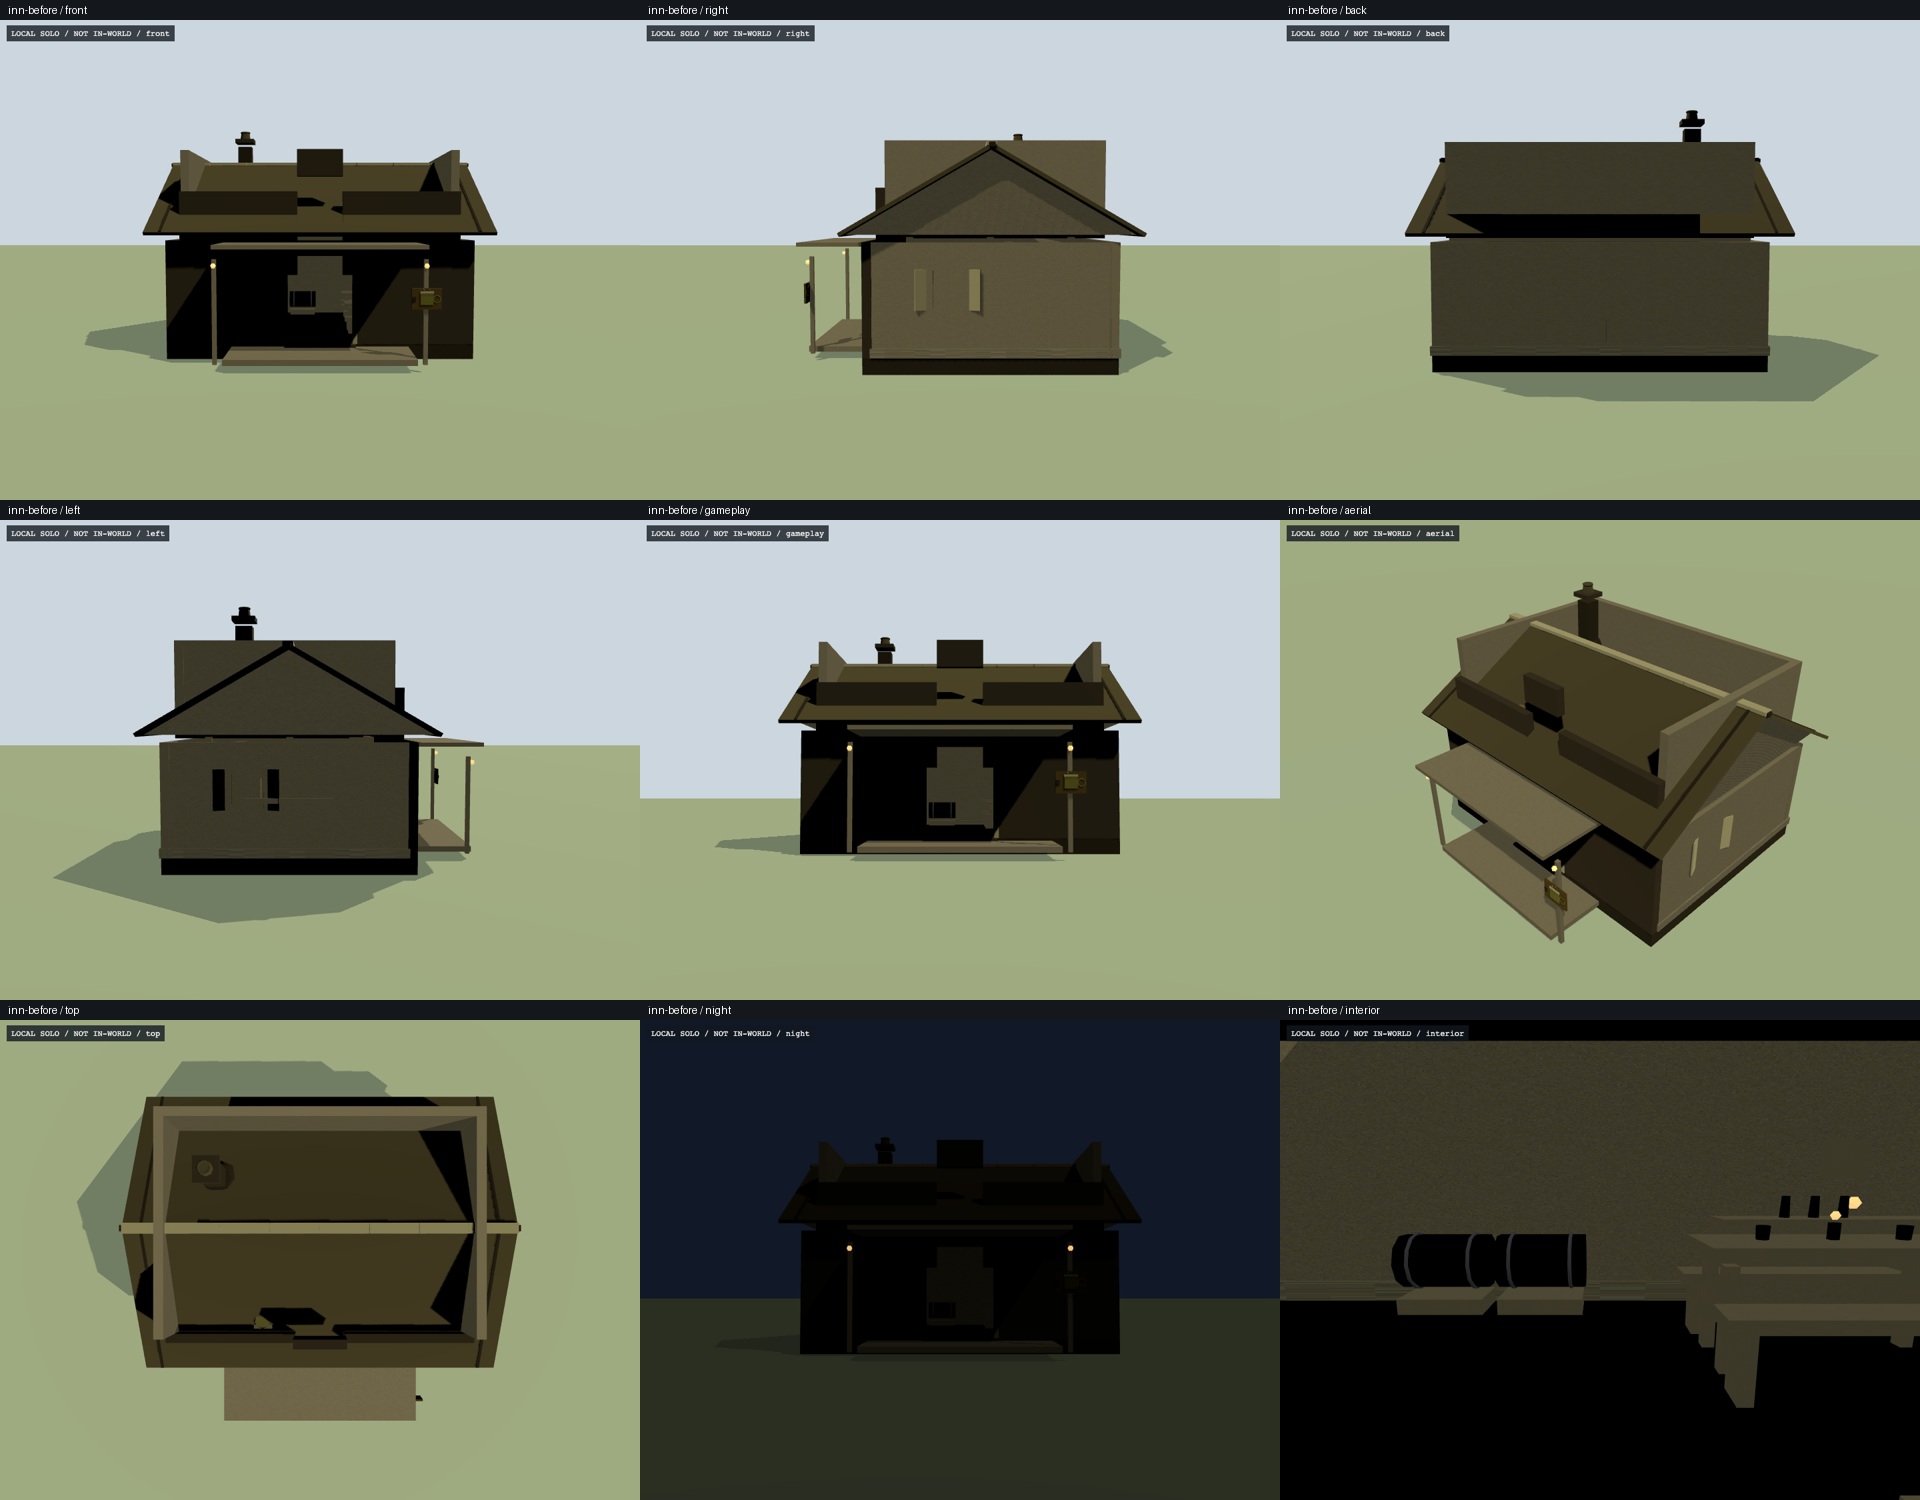 inn-before / front
inn-before / right
inn-before / back
LOCAL SOLO / NOT IN-WORLD / front
LOCAL SOLO / NOT IN-WORLD / right
LOCAL SOLO / NOT IN-WORLD / back
inn-before / left
inn-before / gameplay
inn-before / aerial
LOCAL SOLO / NOT IN-WORLD / left
LOCAL SOLO / NOT IN-WORLD / gameplay
LOCAL SOLO / NOT IN-WORLD / aerial
inn-before / top
inn-before / night
inn-before / interior
LOCAL SOLO / NOT IN-WORLD / top
LOCAL SOLO / NOT IN-WORLD / night
LOCAL SOLO / NOT IN-WORLD / interior